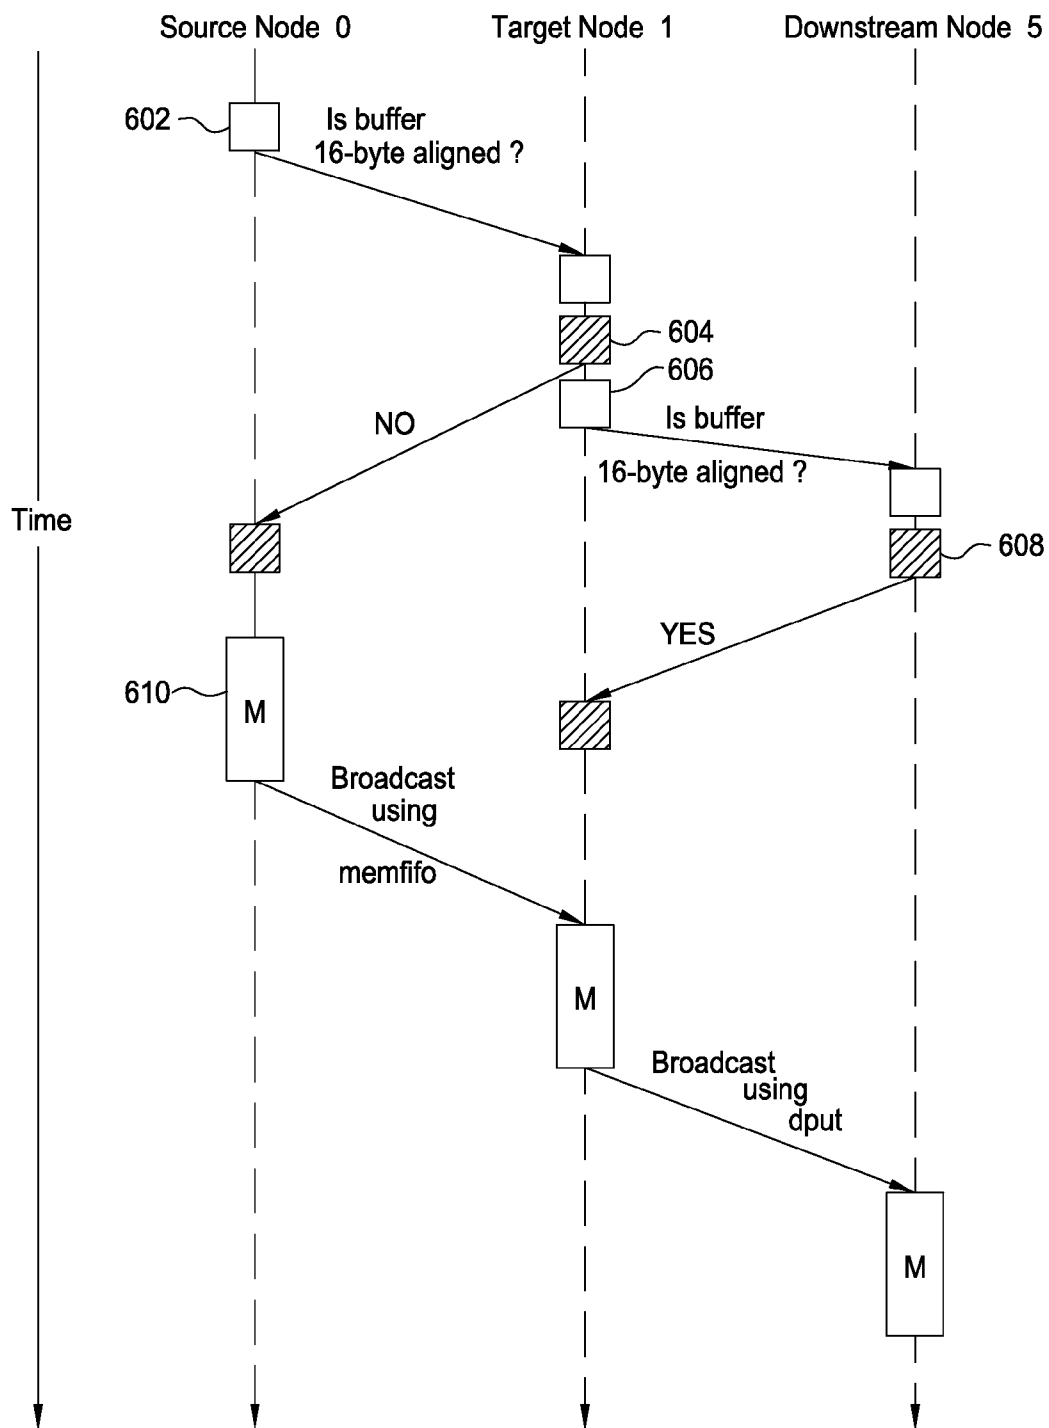 Source Node 0
Target Node 1
Downstream Node 5
602
Is buffer
16-byte aligned ?
604
606
NO
Is buffer
16-byte aligned ?
Time
608
YES
610
M
Broadcast
using
memfifo
M
Broadcast
using
dput
M